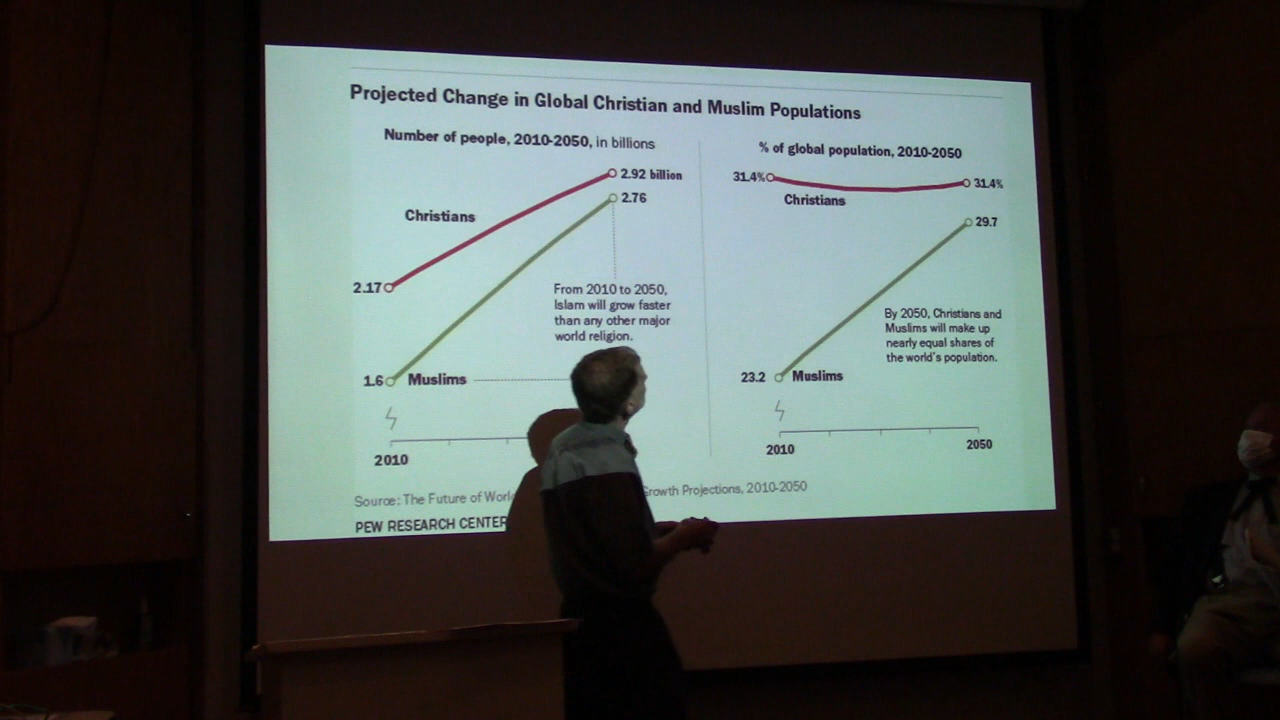 Projected Change in Global Christian and Muslim Populations
Number of people, 2010-2050, in billions
2.92 billion
2.76
Christians
2.17
From 2010 to 2050,
Islam will grow faster
than any other major
world religion.
1.6
Muslims
2010
% of global population, 2010-2050
31.4%
31.4%
Christians
29.7
By 2050, Christians and
Muslims will make up
nearly equal shares of
the world's population.
23.2
Muslims
2010
2050
Source: The Future of Growth Projections, 2010-2050
PEW RESEARCH CENTER